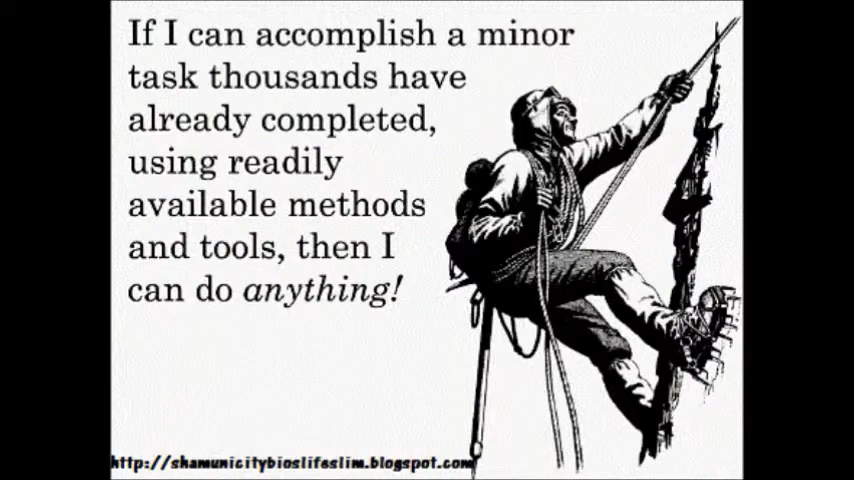 If I can accomplish a minor
task thousands have
already completed,
using readily
available methods
and tools, then I
can do anything!
http://shamunicitybioslifeslim.blogspot.com